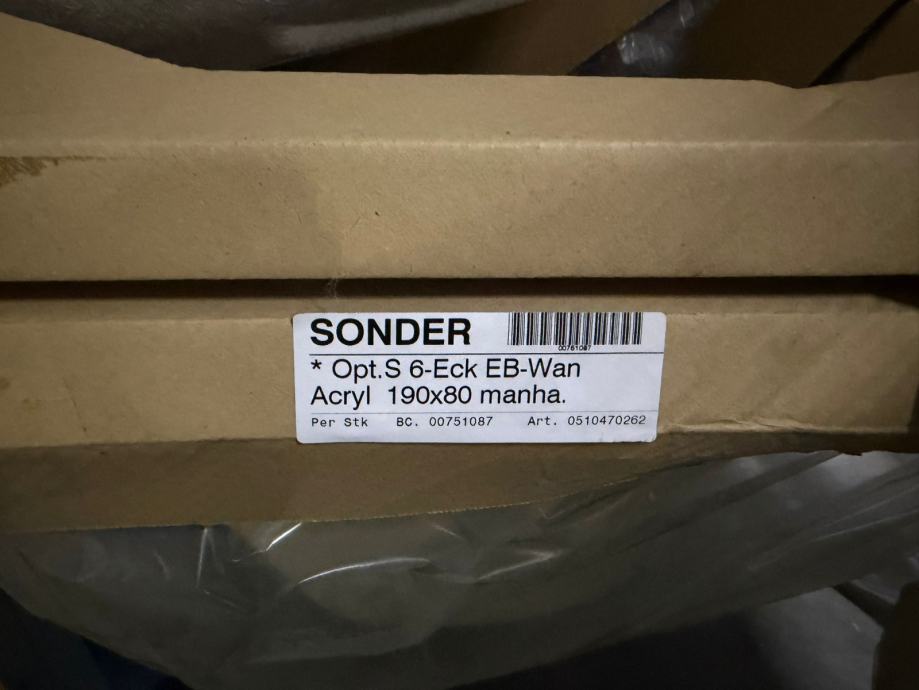 SONDER
00751087
* Opt.S 6-Eck EB-Wan
Acryl 190x80 manha.
Per Stk BC. 00751087 Art. 0510470262